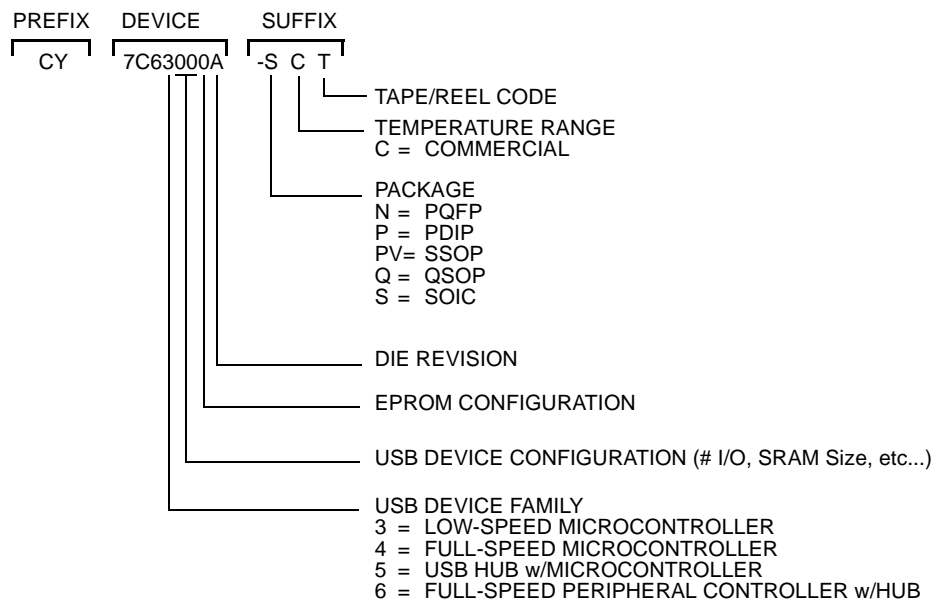 PREFIX DEVICE SUFFIX
CY 7C63000A -S C T
TAPE/REEL CODE
TEMPERATURE RANGE
C = COMMERCIAL
PACKAGE
N = PQFP
P = PDIP
PV= SSOP
Q = QSOP
S = SOIC
DIE REVISION
EPROM CONFIGURATION
USB DEVICE CONFIGURATION (# I/O, SRAM Size, etc...)
USB DEVICE FAMILY
3 = LOW-SPEED MICROCONTROLLER
4 = FULL-SPEED MICROCONTROLLER
5 = USB HUB w/MICROCONTROLLER
6 = FULL-SPEED PERIPHERAL CONTROLLER w/HUB